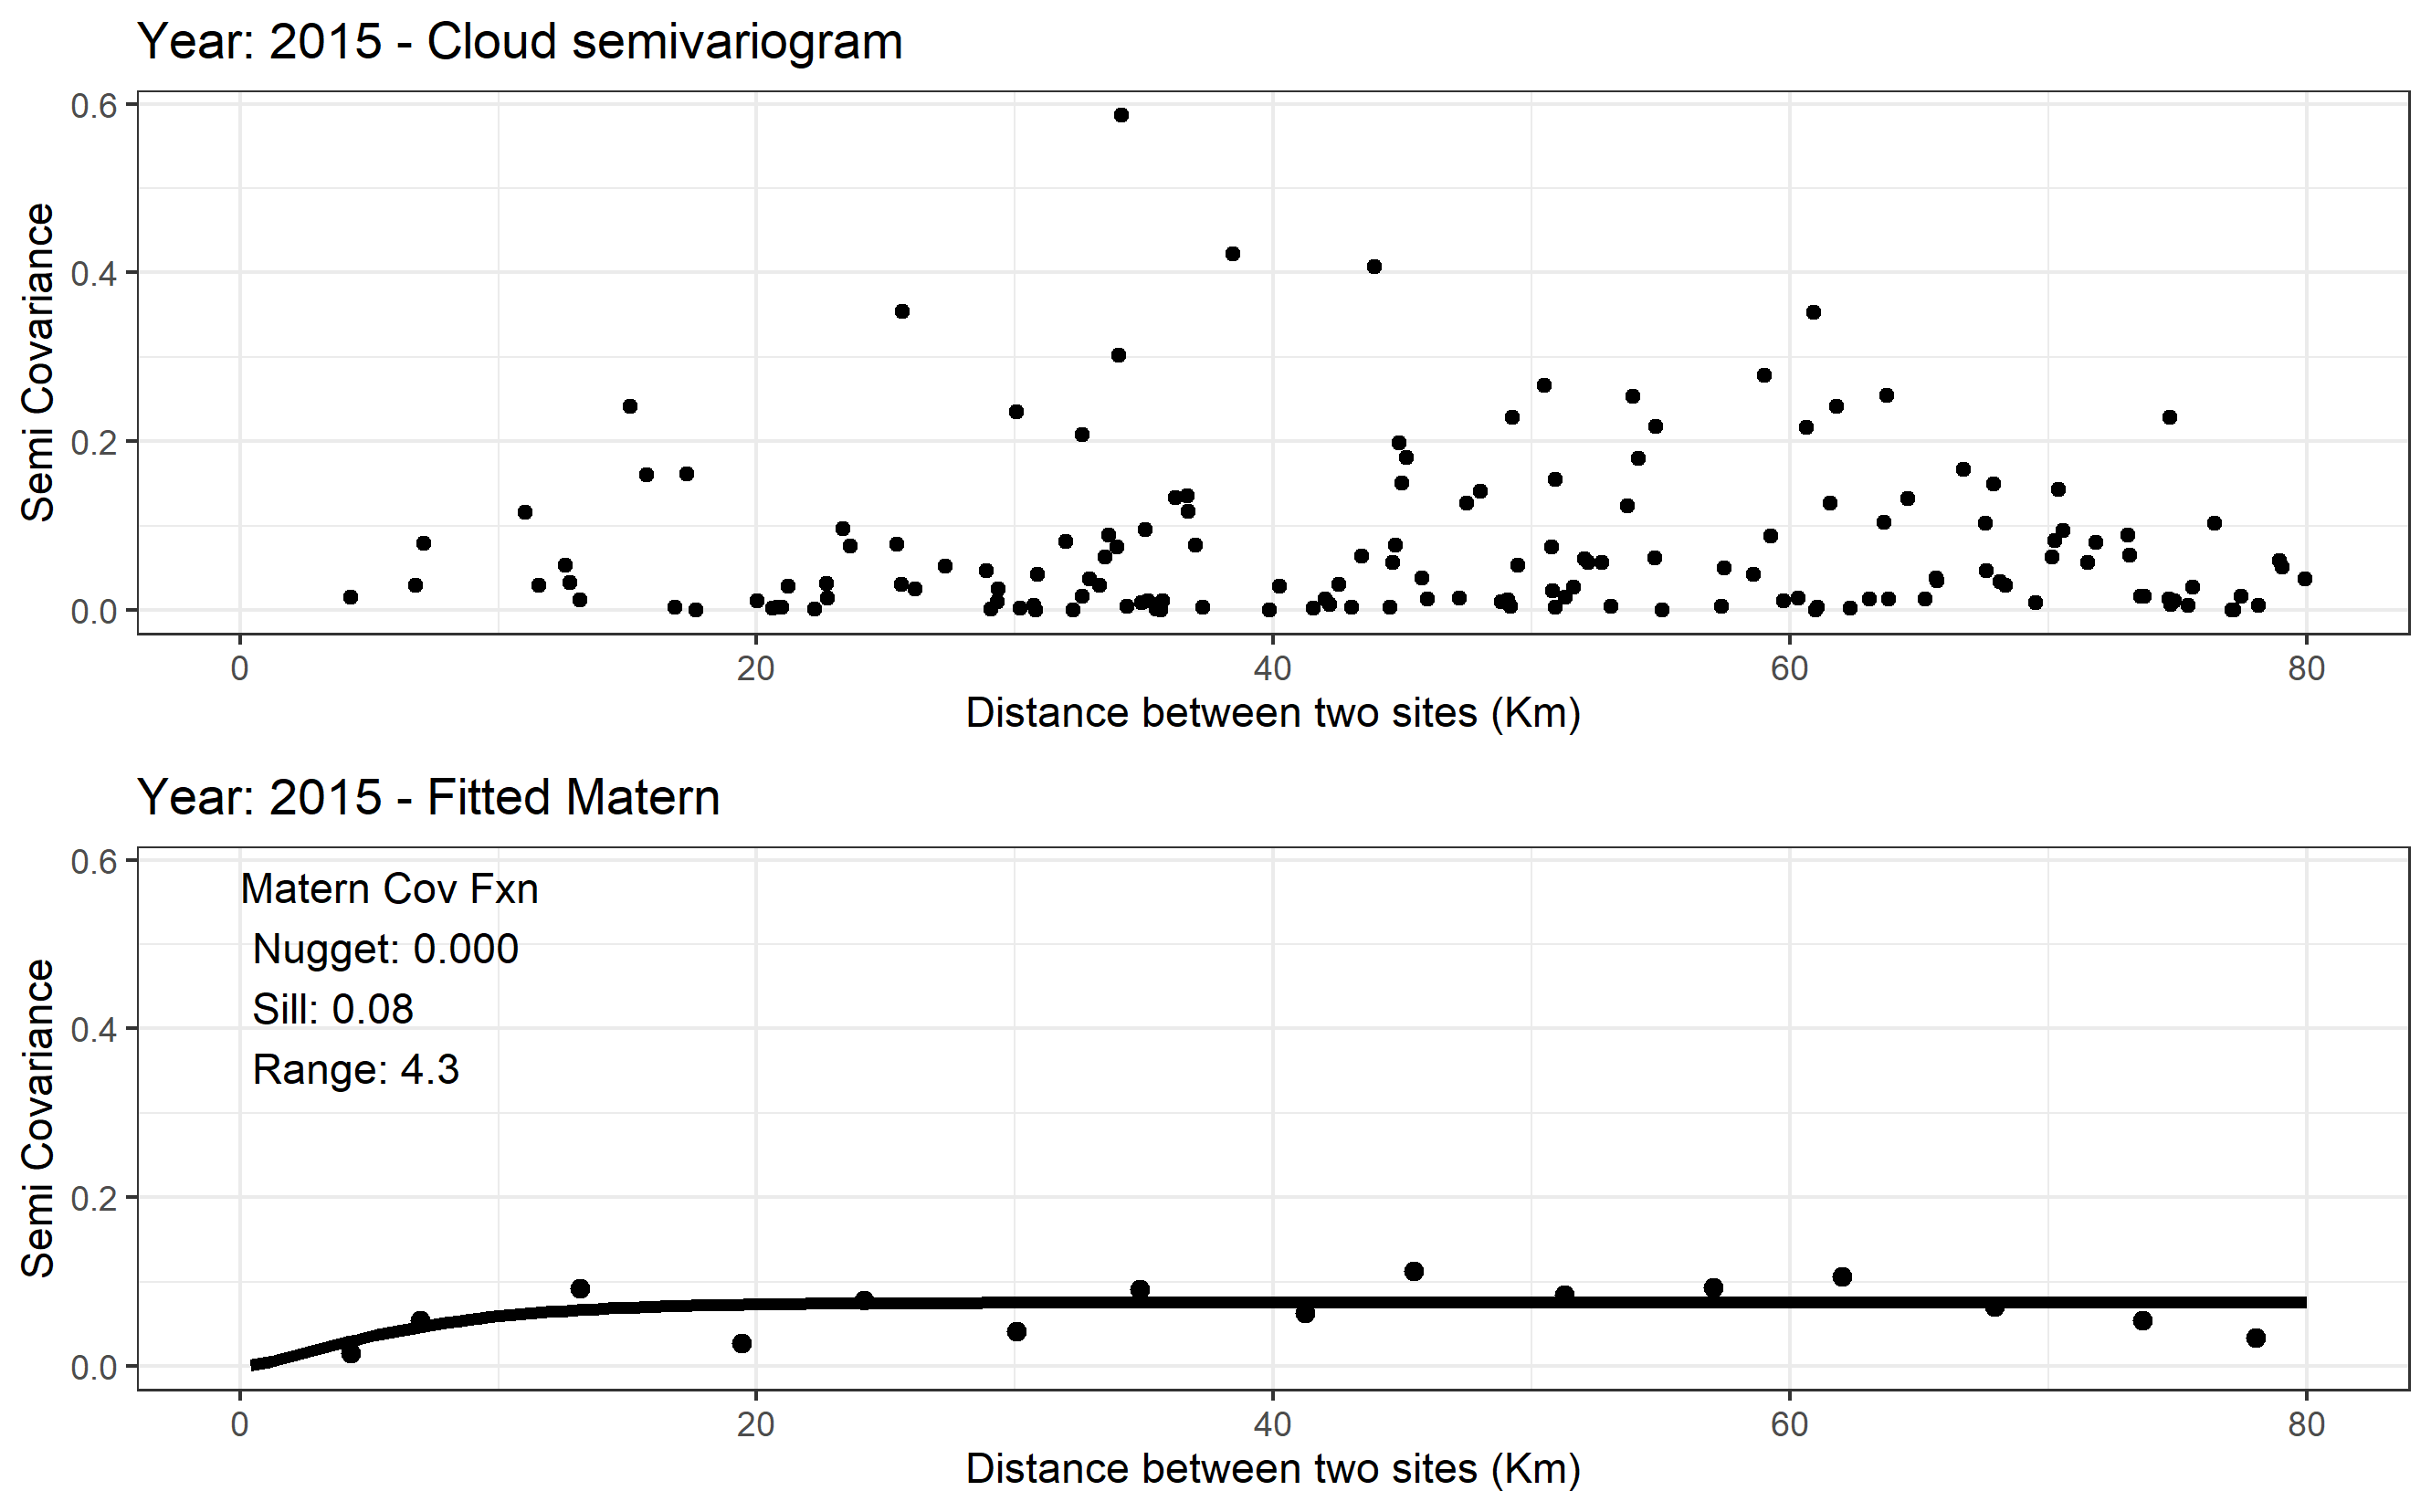 Year: 2015 - Cloud semivariogram
0.6
0.4
0.2
0.0
Semi Covariance
0 20 40 60 80
Distance between two sites (Km)
Year: 2015 - Fitted Matern
0.6
0.4
0.2
0.0
Semi Covariance
Matern Cov Fxn
Nugget: 0.000
Sill: 0.08
Range: 4.3
0 20 40 60 80
Distance between two sites (Km)